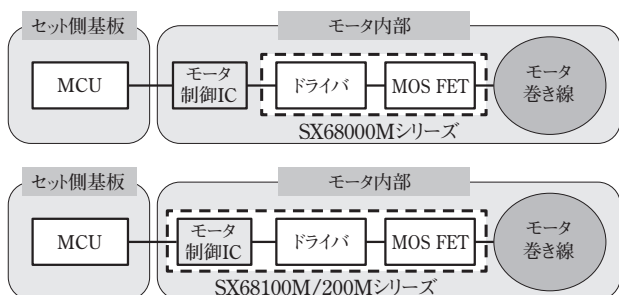 セット側基板
モータ内部
MCU
モータ
制御IC
ドライバ
MOS FET
モータ
巻き線
SX68000Mシリーズ
セット側基板
モータ内部
MCU
モータ
制御IC
ドライバ
MOS FET
モータ
巻き線
SX68100M/200Mシリーズ